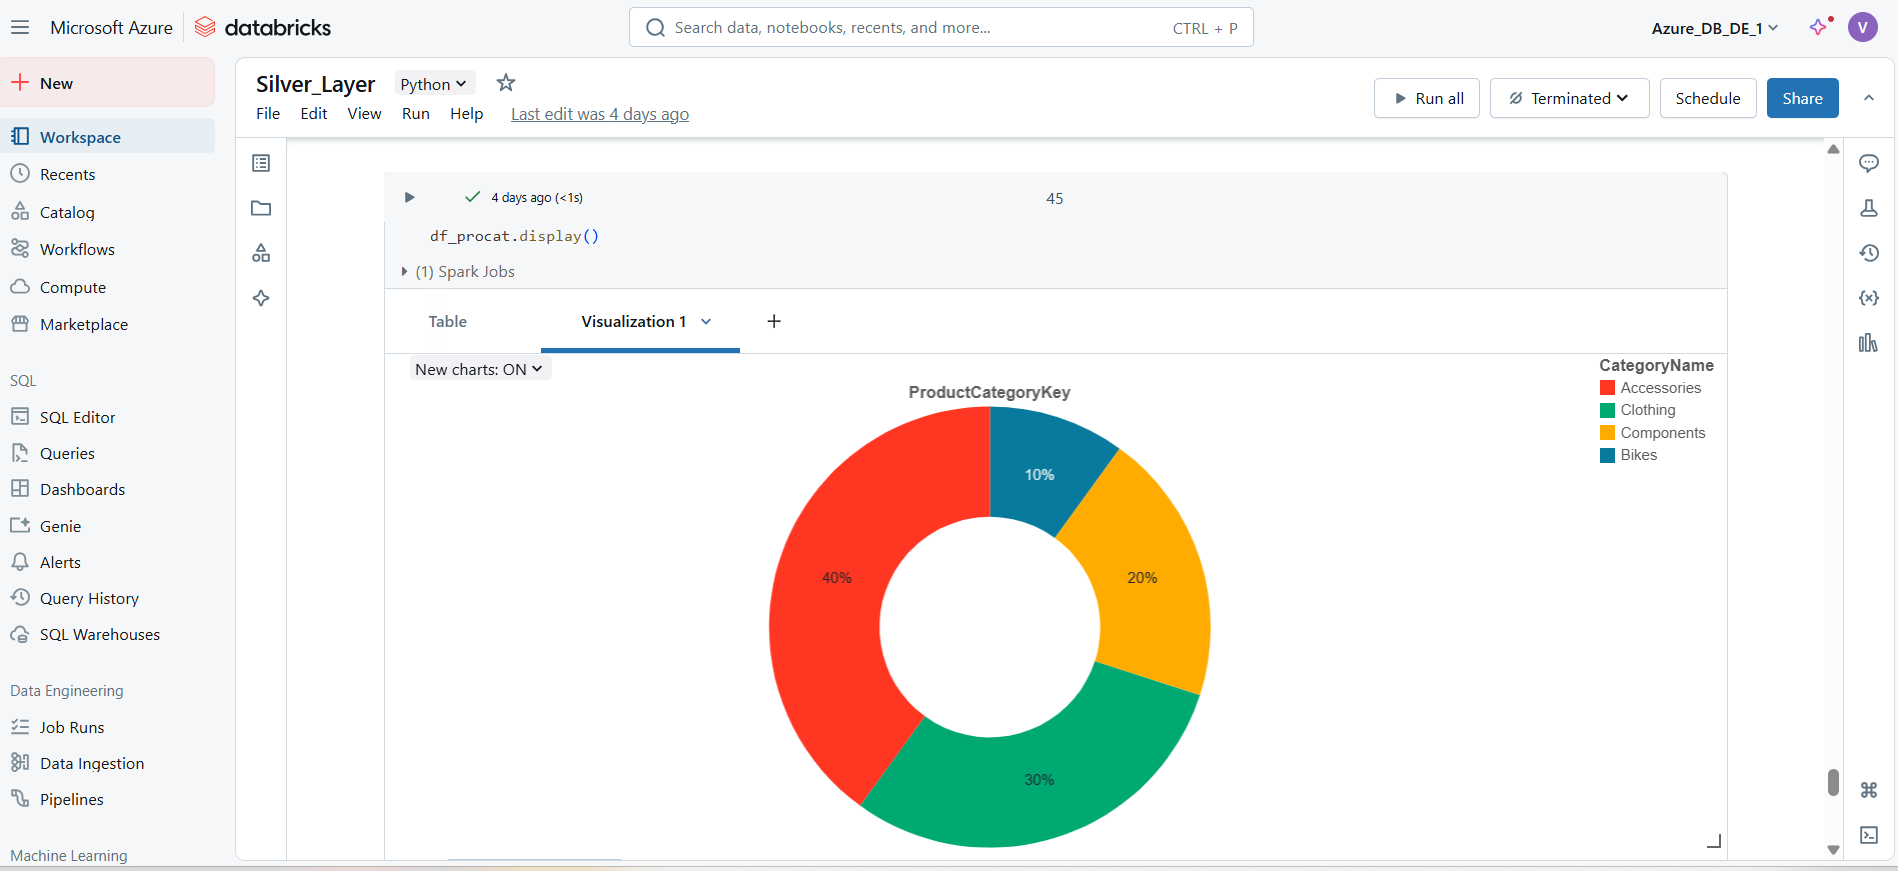 Microsoft Azure
databricks
Search data, notebooks, recents, and more...
CTRL + P
Azure_DB_DE_1
V
New
Workspace
Recents
Catalog
Workflows
Compute
Marketplace
SQL
SQL Editor
Queries
Dashboards
Genie
Alerts
Query History
SQL Warehouses
Data Engineering
Job Runs
Data Ingestion
Pipelines
Machine Learning
Silver_Layer
Python
File Edit View Run Help Last edit was 4 days ago
Run all
Terminated
Schedule
Share
4 days ago (<1s)
45
df_procat.display()
(1) Spark Jobs
Table
Visualization 1
New charts: ON
ProductCategoryKey
10%
20%
30%
40%
CategoryName
Accessories
Clothing
Components
Bikes